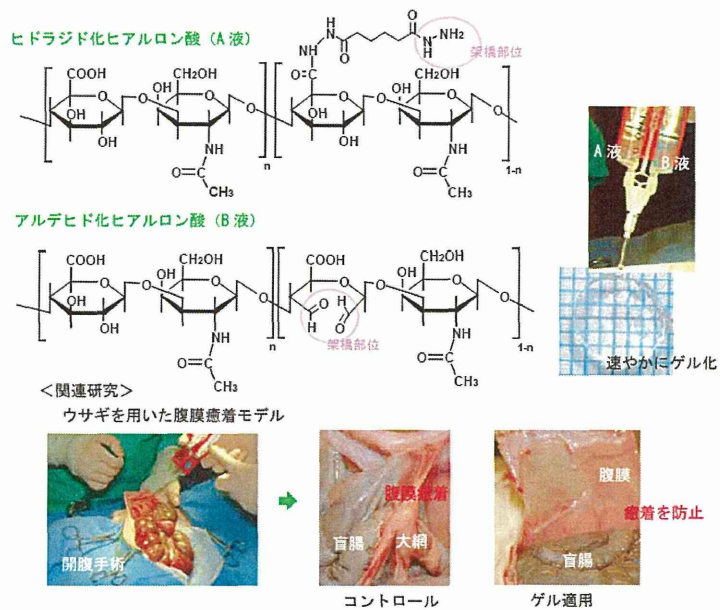 ヒドラジド化ヒアルロン酸（A液）
O
H
N
N
H
O
O
N
H
NH2
架橋部位
COOH
OH
OH
O
O
CH2OH
OH
O
NH
O=C
CH3
n
O=C
OH
OH
O
O
CH2OH
OH
O
NH
O=C
CH3
1-n
O
アルデヒド化ヒアルロン酸（B液）
COOH
OH
OH
O
O
CH2OH
OH
O
NH
O=C
CH3
n
COOH
O
O
H
O
O
H
架橋部位
CH2OH
OH
O
NH
O=C
CH3
1-n
O
A液
B液
速やかにゲル化
＜関連研究＞
ウサギを用いた腹膜癒着モデル
開腹手術
腹膜癒着
盲腸
大網
コントロール
腹膜
癒着を防止
盲腸
ゲル適用